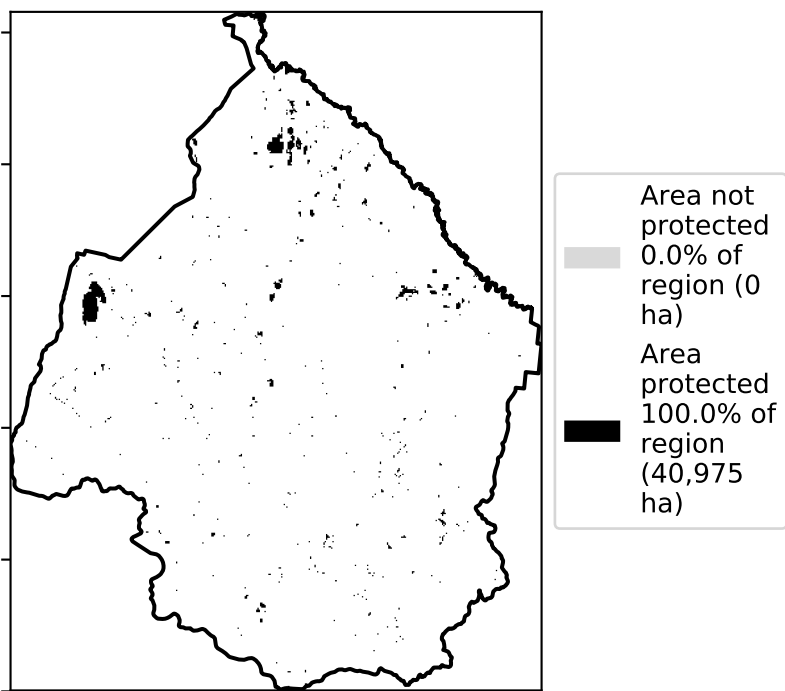 Area not
protected
0.0% of
region (0
ha)
Area
protected
100.0% of
region
(40,975
ha)